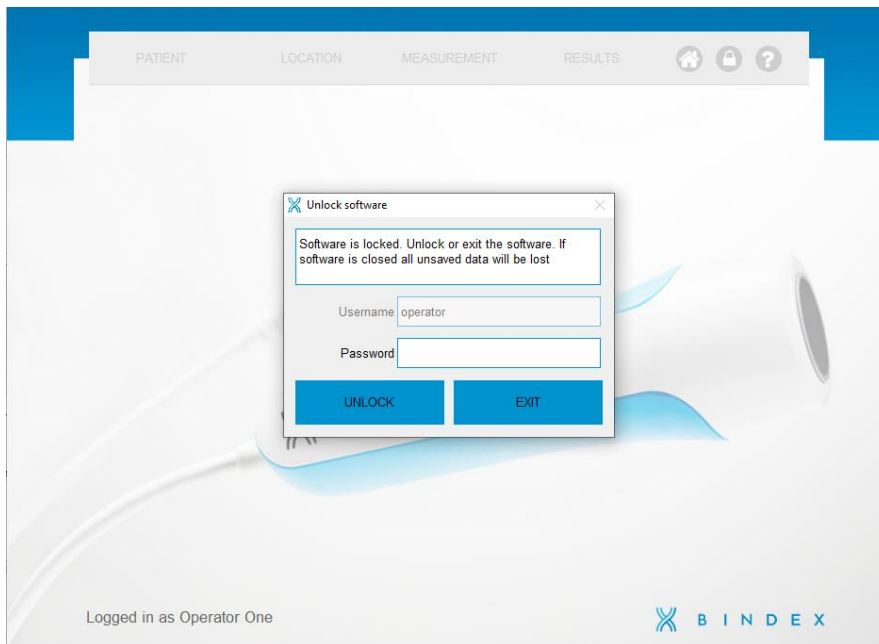 PATIENT LOCATION MEASUREMENT RESULTS ?
Unlock software
Software is locked. Unlock or exit the software. If
software is closed all unsaved data will be lost
Username operator
Password
UNLOCK EXIT
Logged in as Operator One
BINDEX